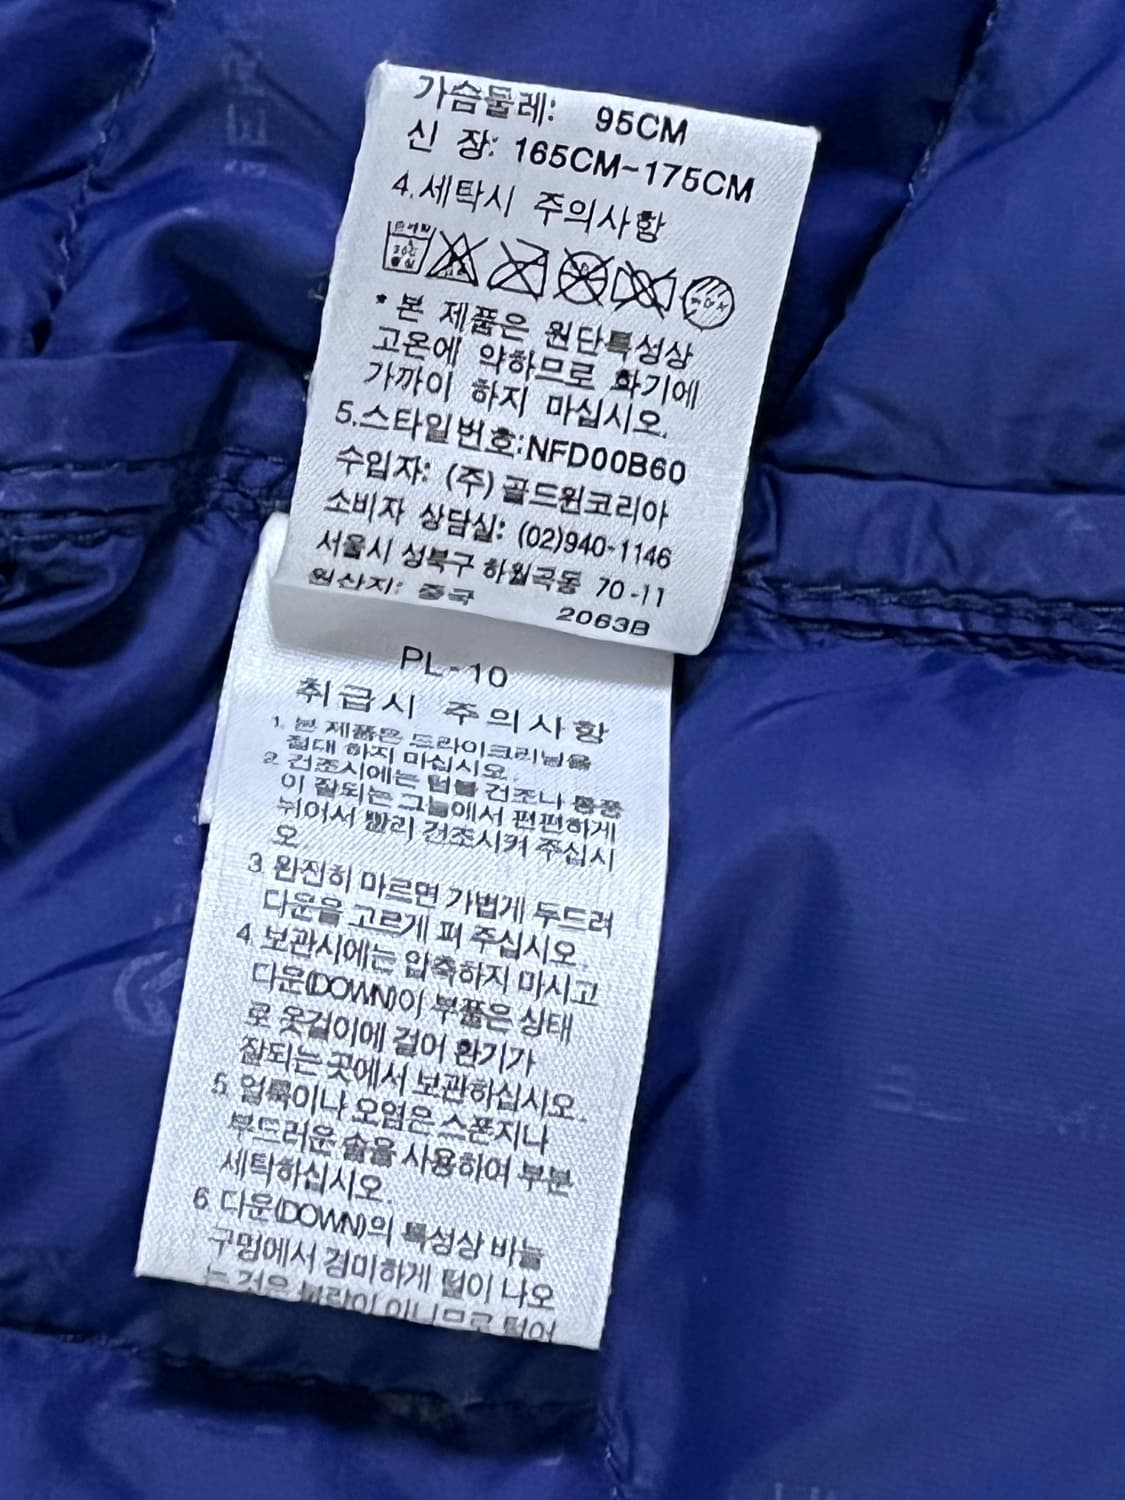 가슴둘레: 95CM
신 장: 165CM~175CM
4.세탁시 주의사항
* 본 제품은 원단특성상
고온에 약하므로 화기에
가까이 하지 마십시오.
5.스타일번호:NFD00B60
수입자: (주)골드윈코리아
소비자 상담실: (02)940-1146
서울시 성북구 하월곡동 70-11
원산지: 중국
2063B
PL-10
취급시 주의사항
1. 본 제품은 드라이크리닝을
절대 하지 마십시오.
2. 건조시에는 텀블 건조나 통풍
이 잘되는 그늘에서 편편하게
뉘어서 빨리 건조시켜 주십시
오
3. 완전히 마르면 가볍게 두드려
다운을 고르게 펴 주십시오.
4. 보관시에는 압축하지 마시고
다운(DOWN)이 부풀은 상태
로 옷걸이에 걸어 환기가
잘되는 곳에서 보관하십시오.
5. 얼룩이나 오염은 스폰지나
부드러운 솔을 사용하여 부분
세탁하십시오.
6. 다운(DOWN)의 특성상 바늘
구멍에서 경미하게 털이 나오
는 것은 불량이 아니므로 털어